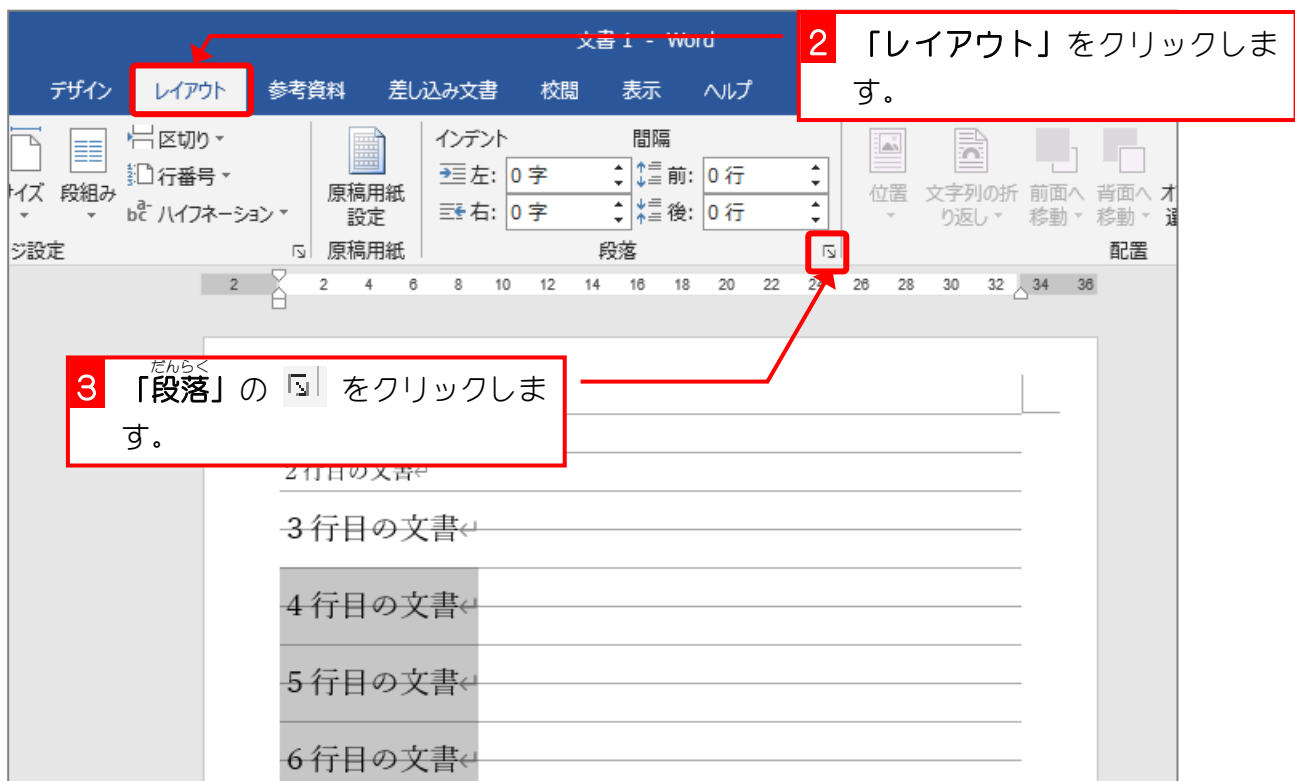 文書 1 - Word
2 「レイアウト」をクリックしま
す。
デザイン レイアウト 参考資料 差し込み文書 校閲 表示 ヘルプ
区切り
行番号
ハイフネーション
イズ 段組み
ジ設定
原稿用紙
設定
原稿用紙
インデント 間隔
左: 0 字 前: 0 行
右: 0 字 後: 0 行
段落
位置 文字列の折り返し 前面へ移動 背面へ移動
配置
2 2 4 6 8 10 12 14 16 18 20 22 24 26 28 30 32 34 36
だんらく
3 「段落」の をクリックしま
す。
2 行目の文書
3 行目の文書
4 行目の文書
5 行目の文書
6 行目の文書